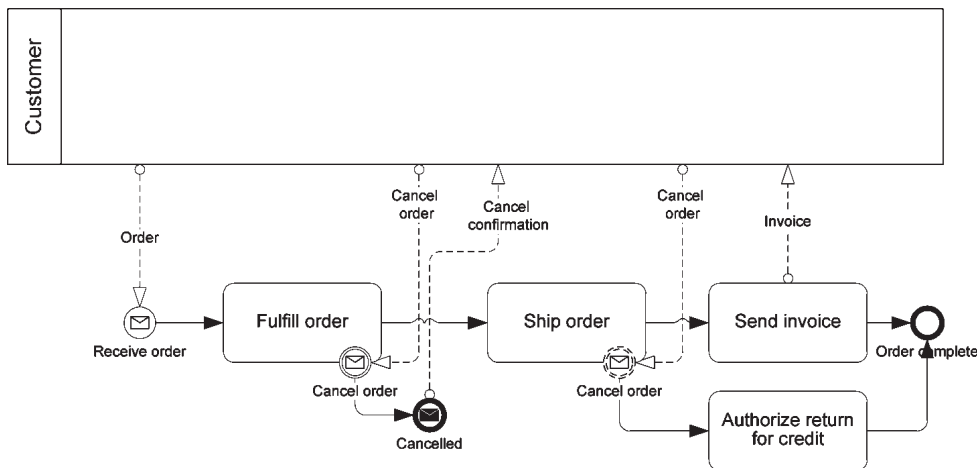 Customer
Cancel
order
Cancel
confirmation
Cancel
order
Invoice
Order
Fulfill order
Ship order
Send invoice
Receive order
Cancel order
Cancel order
Order complete
Cancelled
Authorize return
for credit